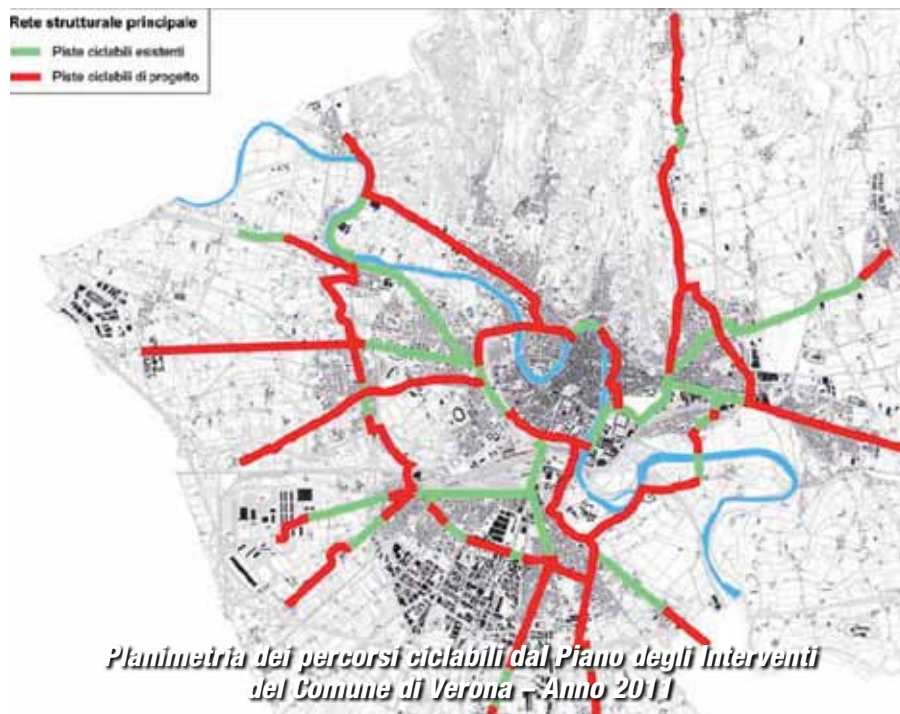 Rete strutturale principale
Piste ciclabili esistenti
Piste ciclabili di progetto
Planimetria dei percorsi ciclabili dal Piano degli Interventi
del Comune di Verona – Anno 2011